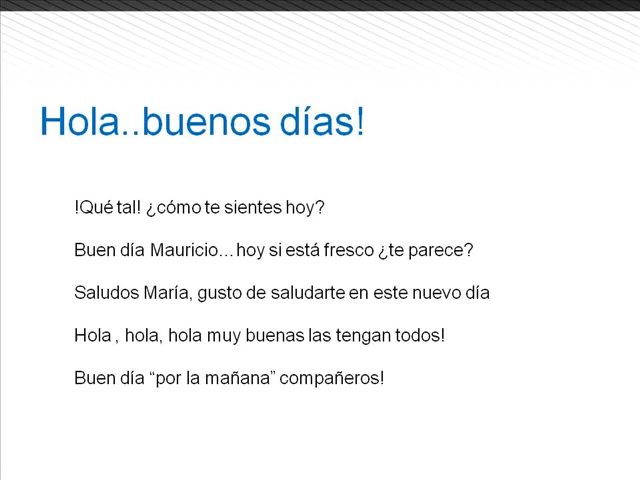 Hola..buenos días!
!Qué tal! ¿cómo te sientes hoy?
Buen día Mauricio...hoy si está fresco ¿te parece?
Saludos María, gusto de saludarte en este nuevo día
Hola , hola, hola muy buenas las tengan todos!
Buen día “por la mañana” compañeros!